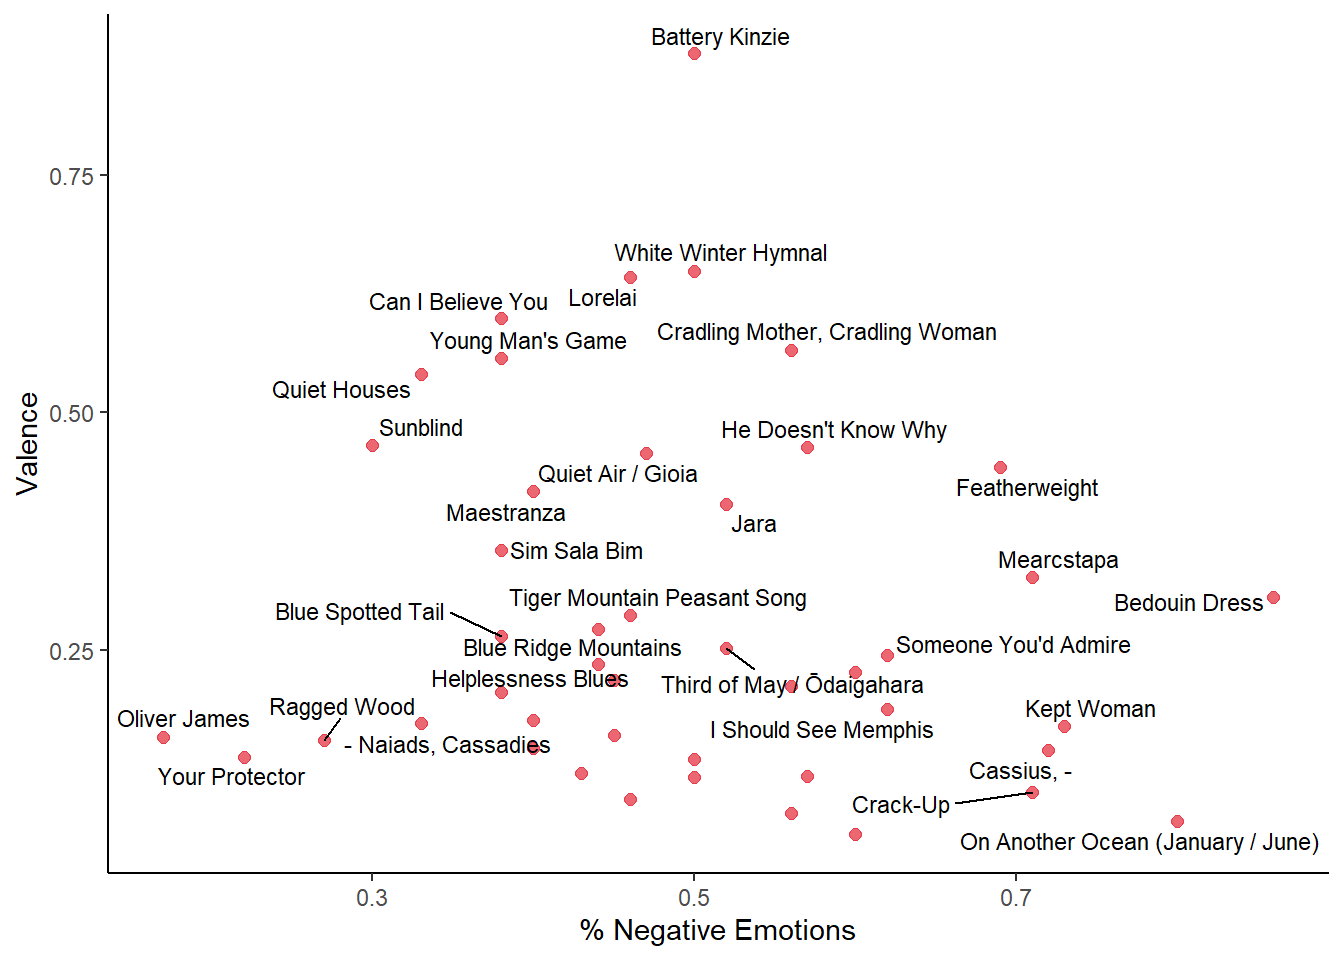 Battery Kinzie
0.75
White Winter Hymnal
Lorelai
Can I Believe You
Cradling Mother, Cradling Woman
Young Man's Game
Quiet Houses
Valence
0.50
Sunblind
He Doesn't Know Why
Quiet Air / Gioia
Featherweight
Maestranza
Jara
Sim Sala Bim
Mearcstapa
Tiger Mountain Peasant Song
Bedouin Dress
Blue Spotted Tail
Someone You'd Admire
Blue Ridge Mountains
0.25
Helplessness Blues
Third of May / Ōdaigahara
Ragged Wood
Kept Woman
Oliver James
I Should See Memphis
- Naiads, Cassadies
Cassius, -
Your Protector
Crack-Up
On Another Ocean (January / June)
0.3
0.5
0.7
% Negative Emotions